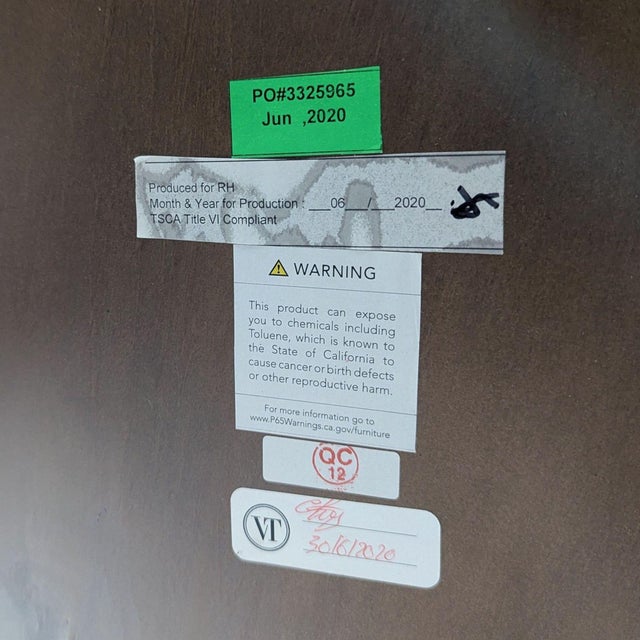 PO#3325965
Jun ,2020
Produced for RH
Month & Year for Production : 06 / 2020
TSCA Title VI Compliant
WARNING
This product can expose
you to chemicals including
Toluene, which is known to
the State of California to
cause cancer or birth defects
or other reproductive harm.
For more information go to
www.P65Warnings.ca.gov/furniture
QC
12
VT
30/6/2020